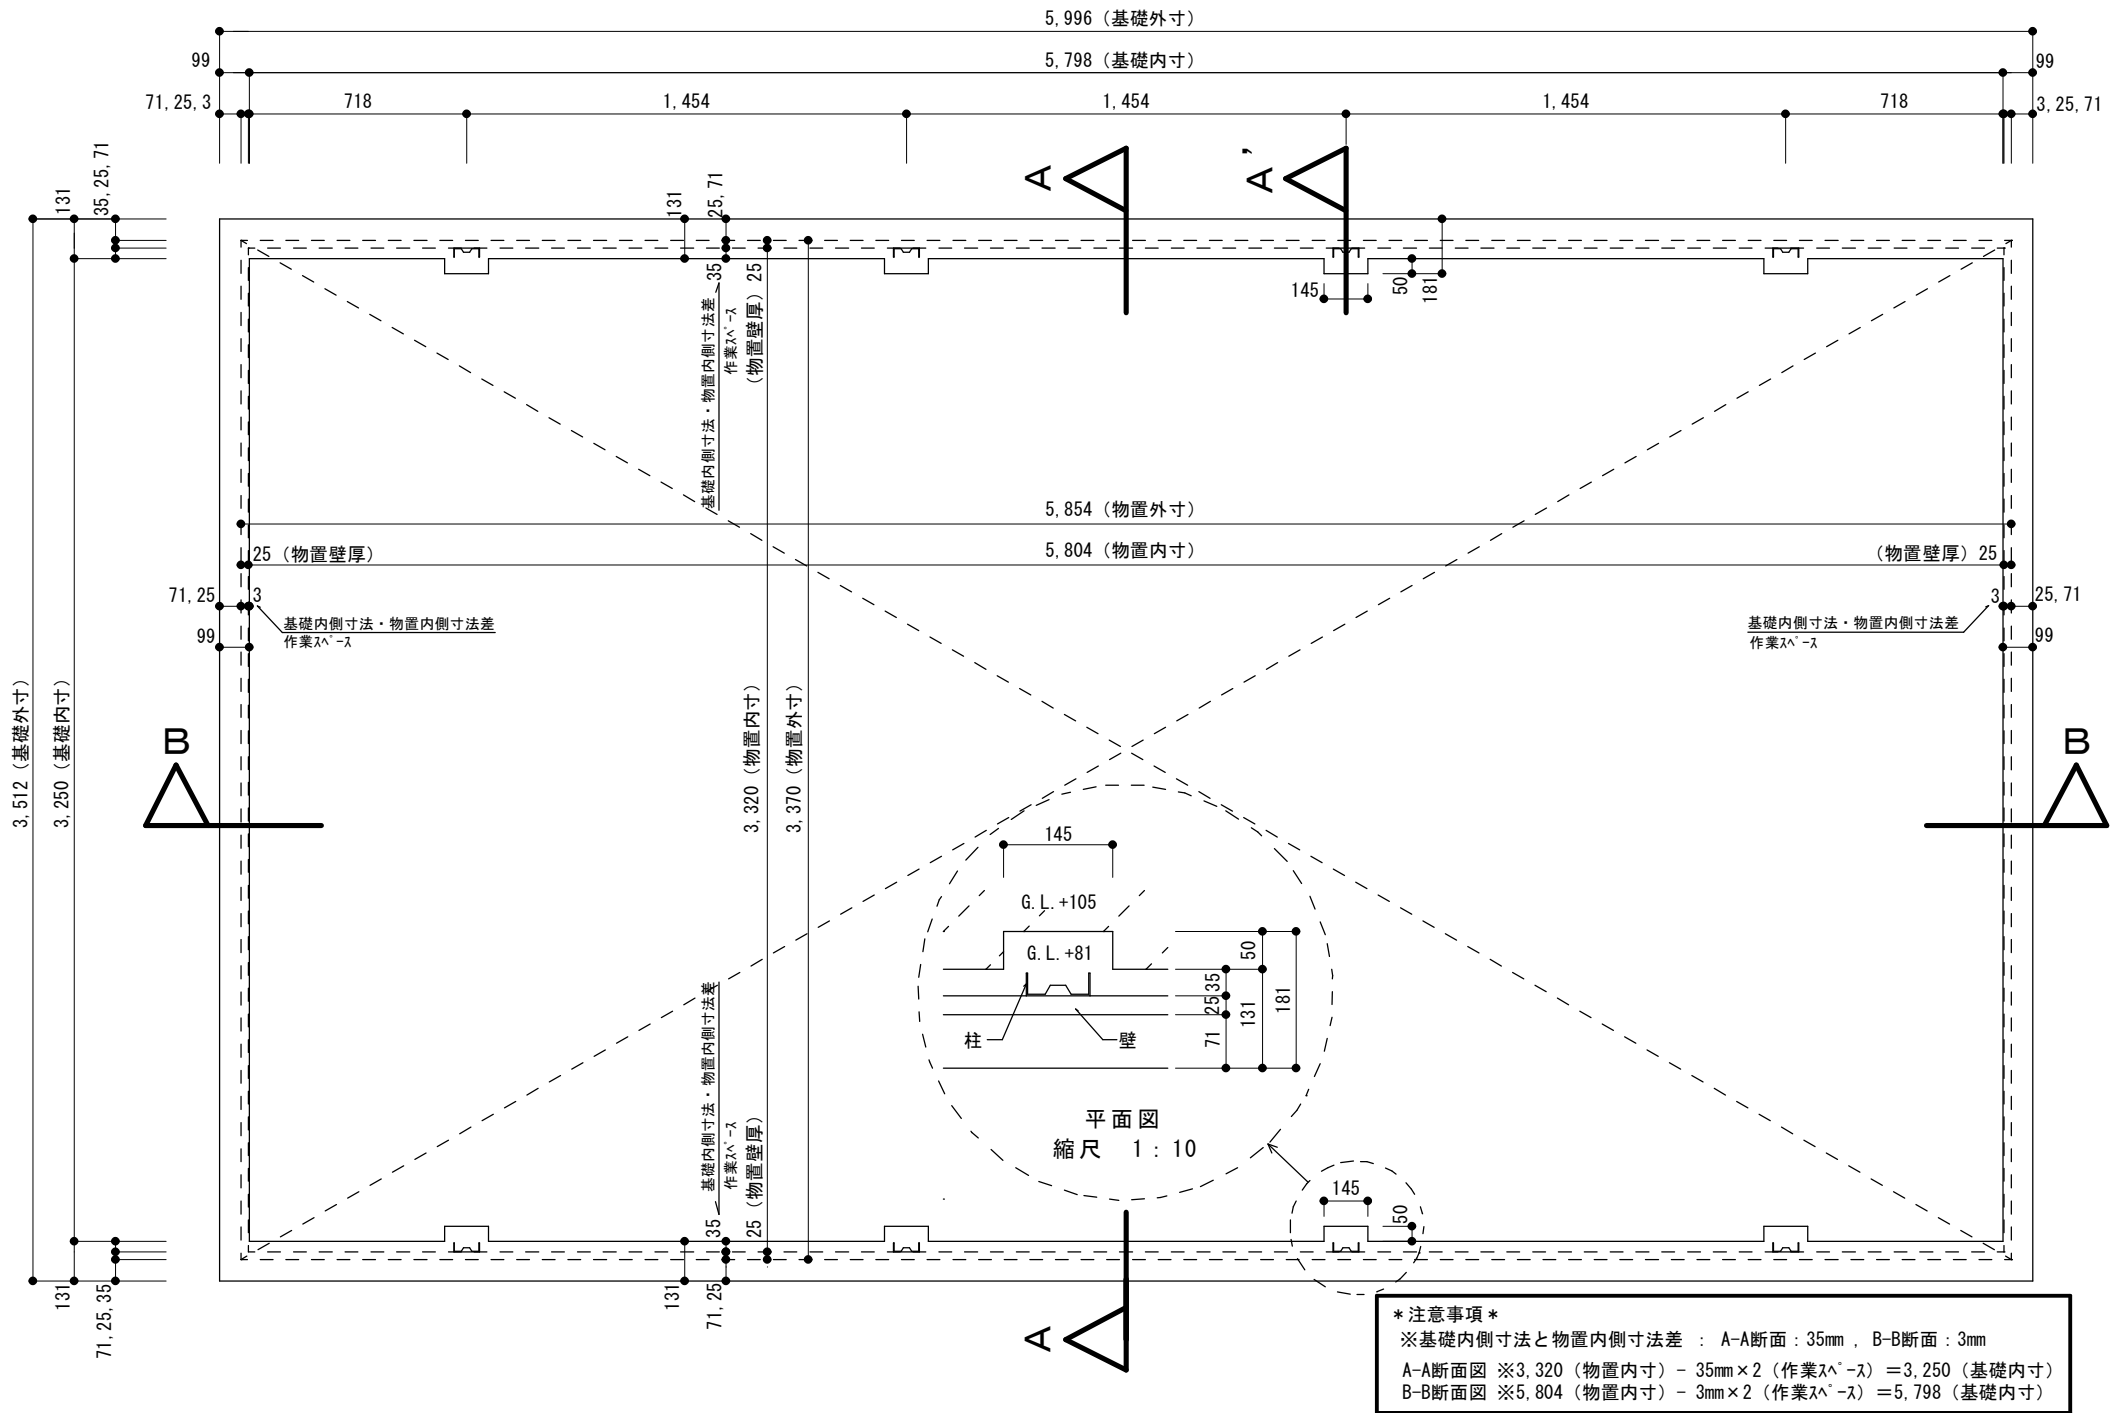 5,996 (基礎外寸)
99
5,798 (基礎内寸)
99
71,25,3
718
1,454
1,454
1,454
718
3,25,71
131
35,25,71
131
25,71
A
A'
35
基礎内側寸法・物置内側寸法差
作業ｽﾍﾟｰｽ
(物置壁厚) 25
145
50
181
5,854 (物置外寸)
25 (物置壁厚)
5,804 (物置内寸)
(物置壁厚) 25
71,25
3
基礎内側寸法・物置内側寸法差
作業ｽﾍﾟｰｽ
99
3
25,71
基礎内側寸法・物置内側寸法差
作業ｽﾍﾟｰｽ
99
3,512 (基礎外寸)
3,250 (基礎内寸)
3,320 (物置内寸)
3,370 (物置外寸)
B
B
145
G.L.+105
G.L.+81
50
35
25
71
131
181
柱
壁
平面図
縮尺 1：10
基礎内側寸法・物置内側寸法差
作業ｽﾍﾟｰｽ
35
25 (物置壁厚)
145
50
131
71,25,35
131
71,25
A
＊注意事項＊
※基礎内側寸法と物置内側寸法差 ： A-A断面：35mm , B-B断面：3mm
A-A断面図 ※3,320 (物置内寸) - 35mm×2 (作業ｽﾍﾟｰｽ) ＝3,250 (基礎内寸)
B-B断面図 ※5,804 (物置内寸) - 3mm×2 (作業ｽﾍﾟｰｽ) ＝5,798 (基礎内寸)